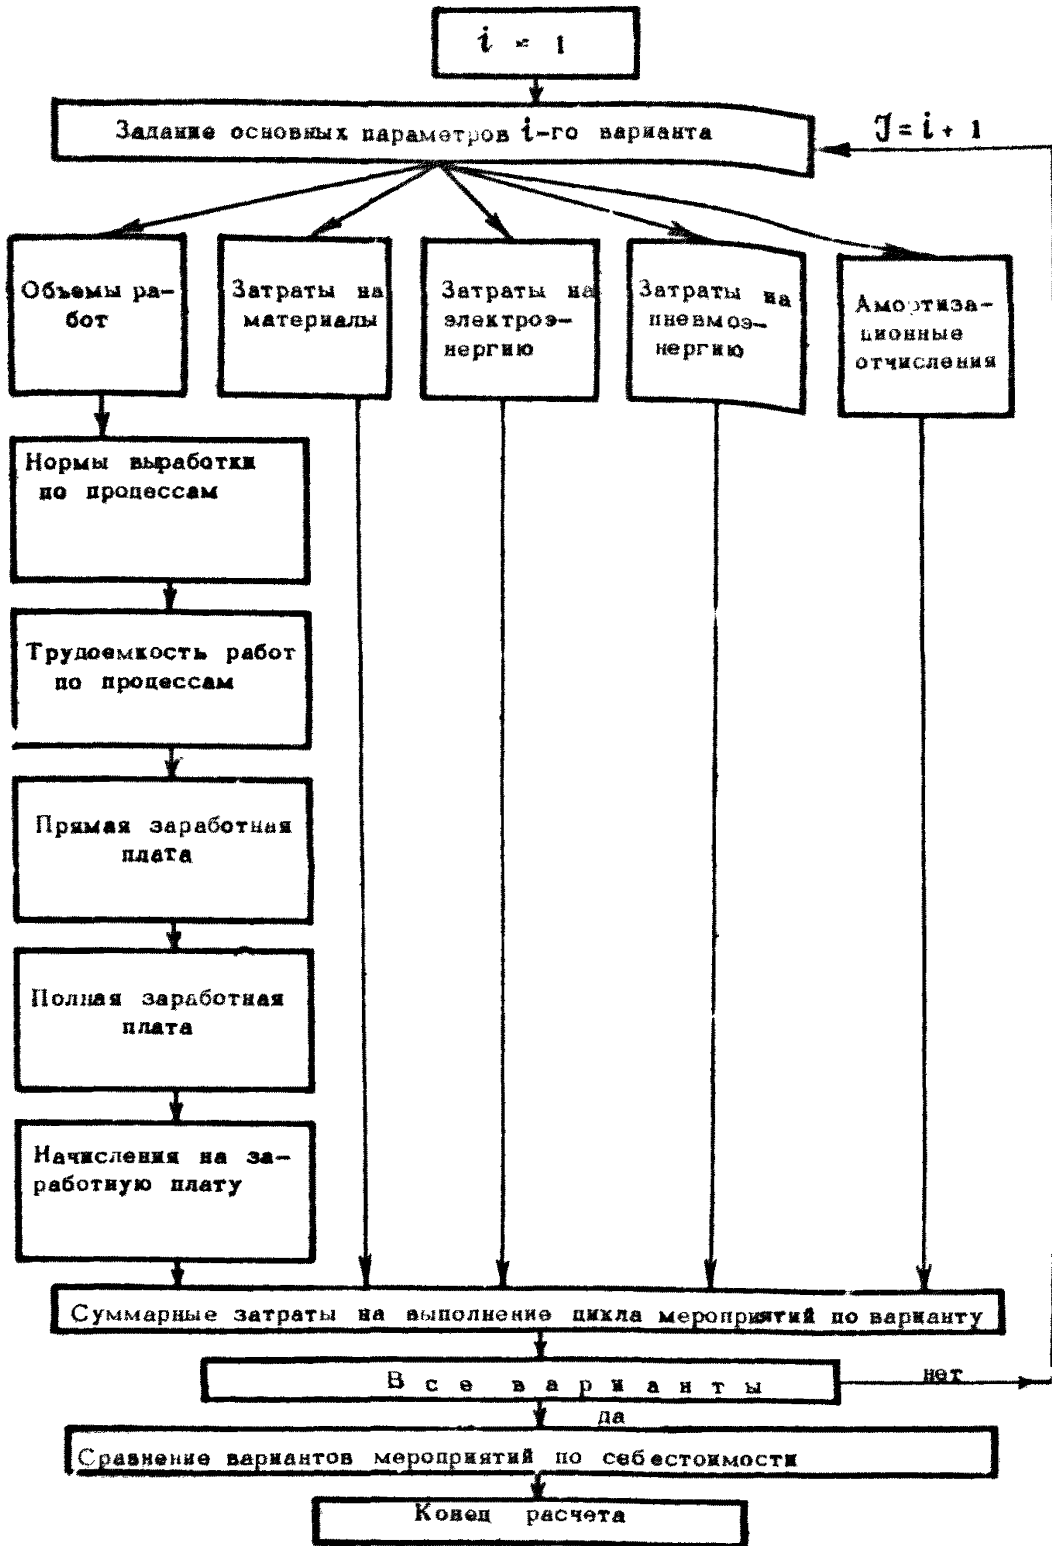 i = 1
Задание основных параметров i-го варианта
J = i + 1
Объемы ра-
бот
Затраты на
материалы
Затраты на
электроэ-
нергию
Затраты на
пневмоэ-
нергию
Амортиза-
ционные
отчисления
Нормы выработки
по процессам
Трудоемкость работ
по процессам
Прямая заработная
плата
Полная заработная
плата
Начисления на за-
работную плату
Суммарные затраты на выполнение цикла мероприятий по варианту
Все варианты
нет
да
Сравнение вариантов мероприятий по себестоимости
Конец расчета